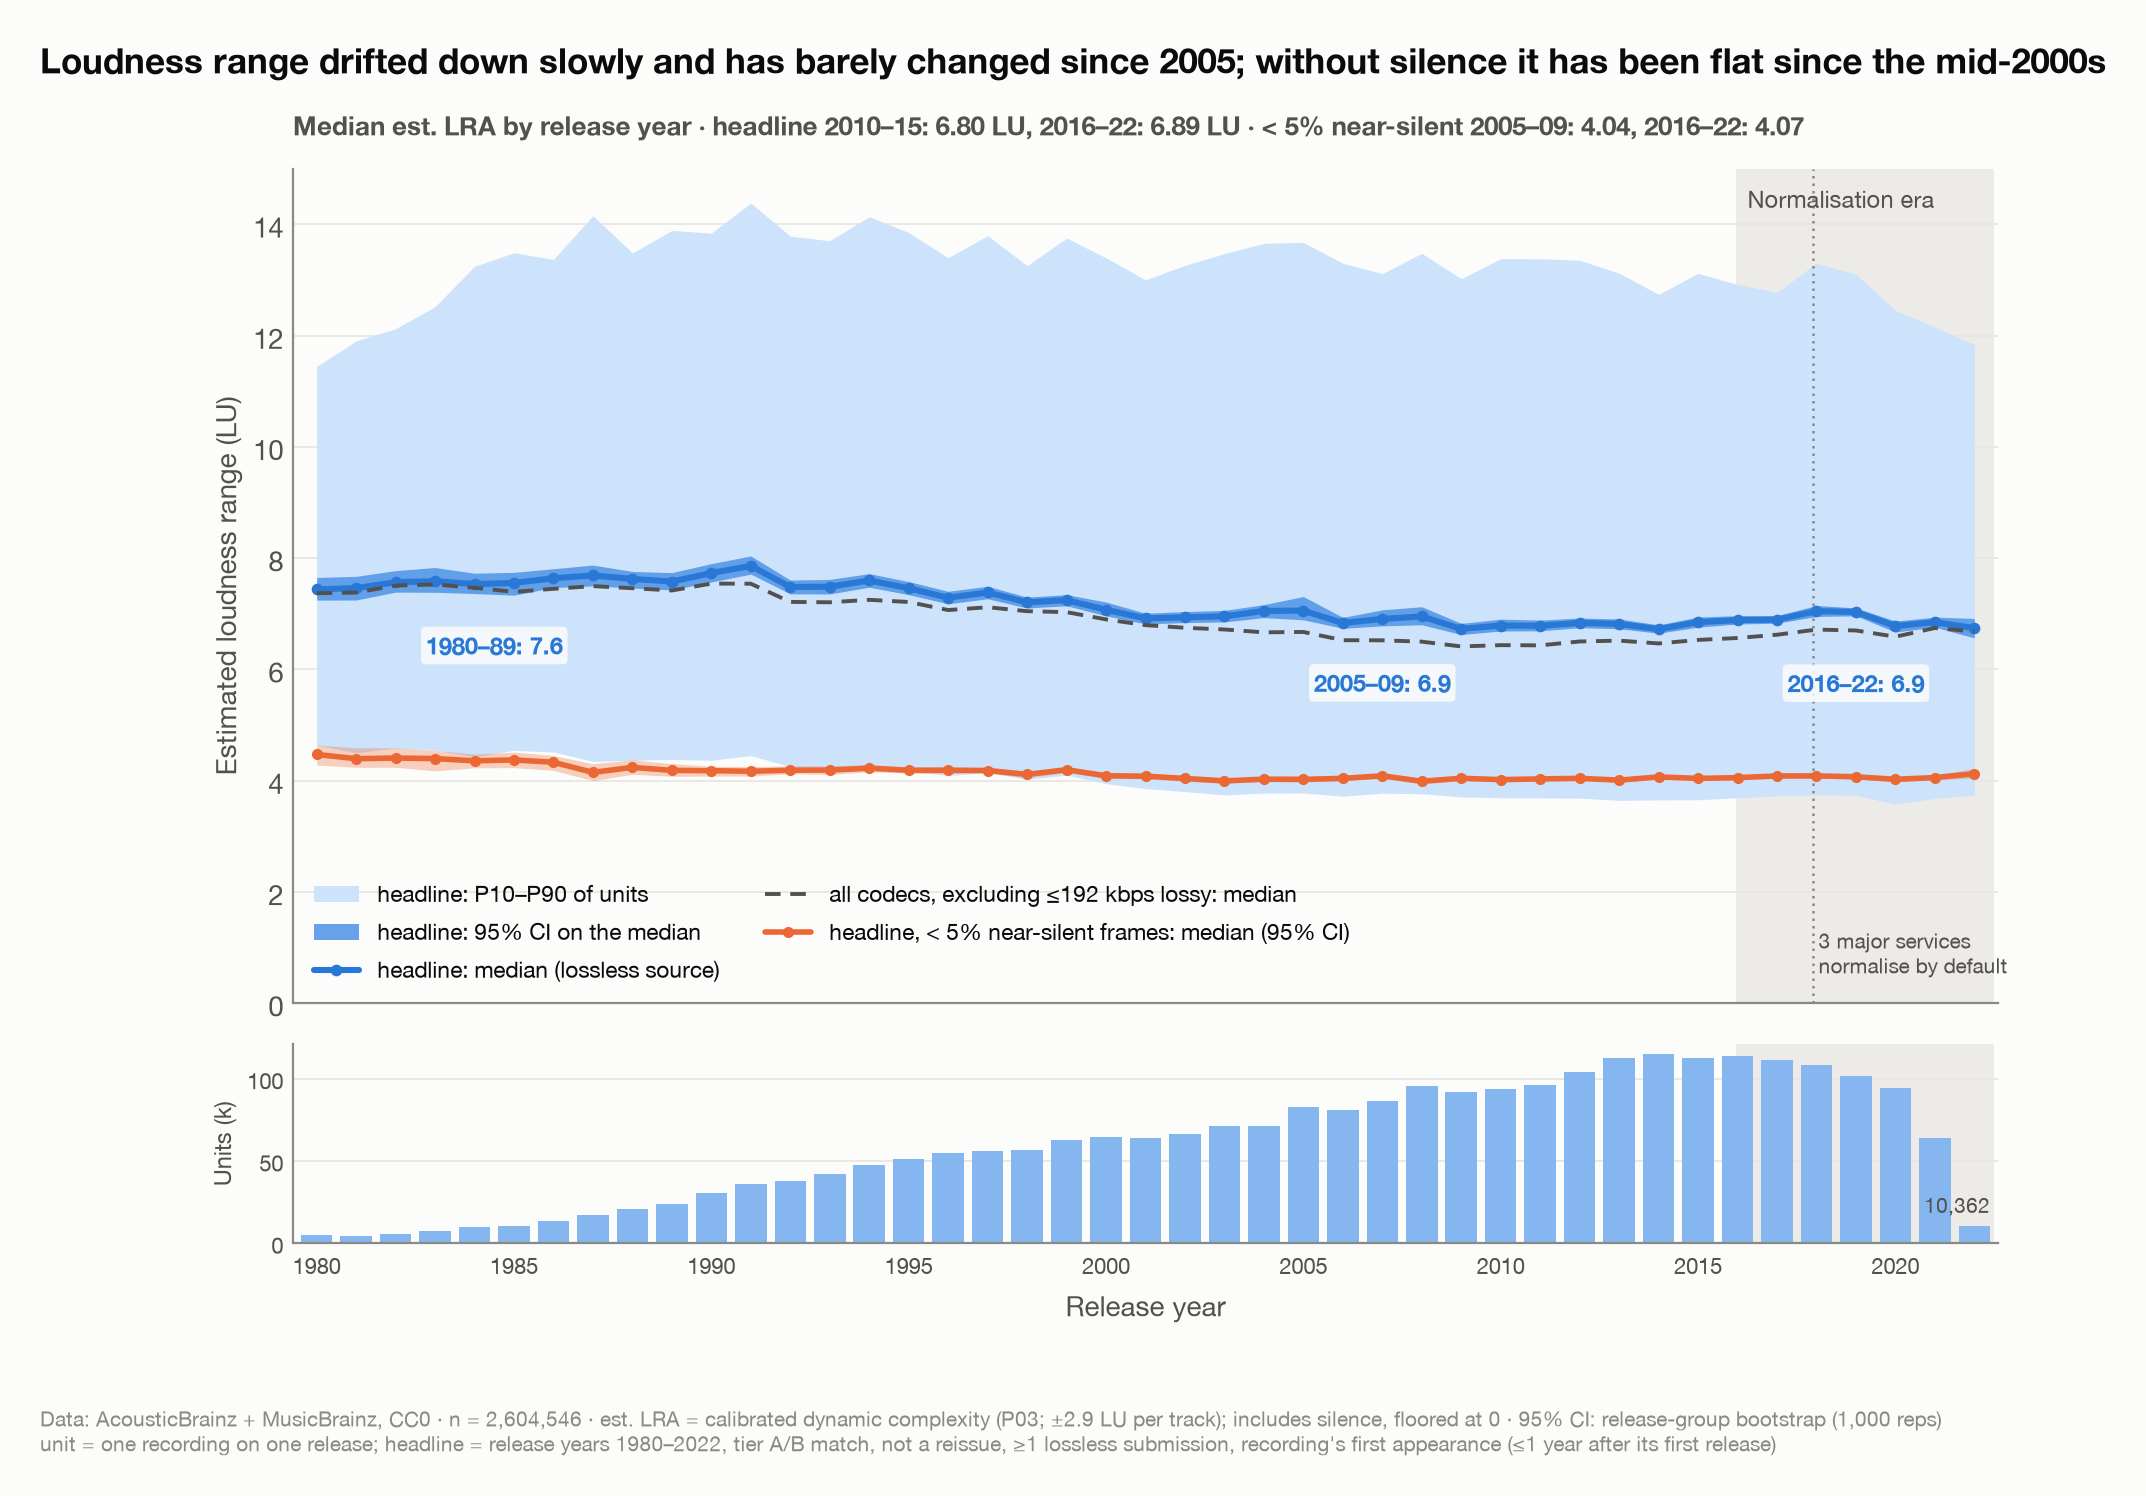 Loudness range drifted down slowly and has barely changed since 2005; without silence it has been flat since the mid-2000s
Median est. LRA by release year · headline 2010–15: 6.80 LU, 2016–22: 6.89 LU · < 5% near-silent 2005–09: 4.04, 2016–22: 4.07
Normalisation era
14
12
10
8
6
4
2
0
Estimated loudness range (LU)
1980–89: 7.6
2005–09: 6.9
2016–22: 6.9
headline: P10–P90 of units
headline: 95% CI on the median
headline: median (lossless source)
all codecs, excluding ≤192 kbps lossy: median
headline, < 5% near-silent frames: median (95% CI)
3 major services
normalise by default
100
50
0
Units (k)
10,362
1980 1985 1990 1995 2000 2005 2010 2015 2020
Release year
Data: AcousticBrainz + MusicBrainz, CC0 · n = 2,604,546 · est. LRA = calibrated dynamic complexity (P03; ±2.9 LU per track); includes silence, floored at 0 · 95% CI: release-group bootstrap (1,000 reps)
unit = one recording on one release; headline = release years 1980–2022, tier A/B match, not a reissue, ≥1 lossless submission, recording's first appearance (≤1 year after its first release)